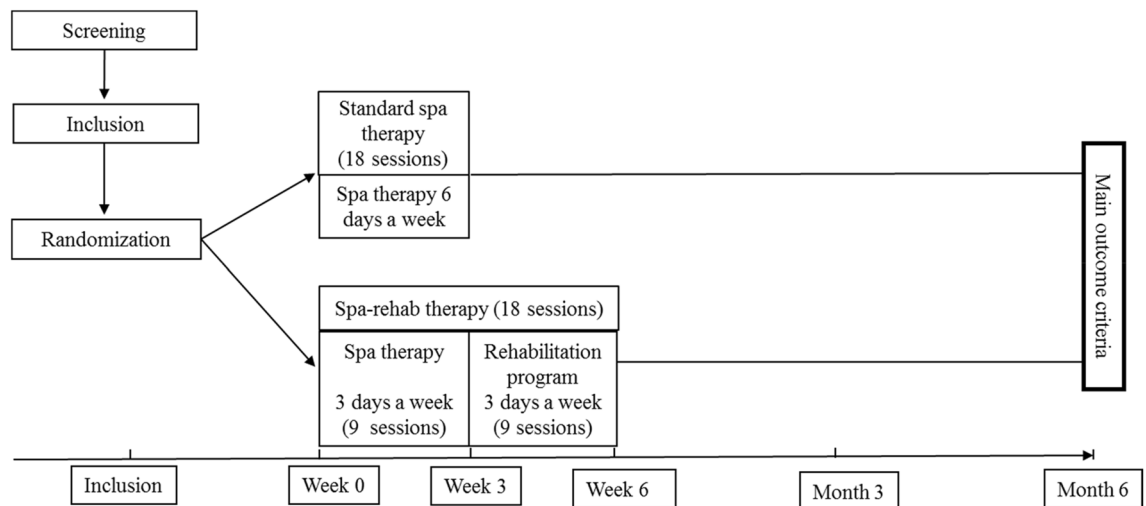 Screening
Inclusion
Randomization
Standard spa
therapy
(18 sessions)
Spa therapy 6
days a week
Spa-rehab therapy (18 sessions)
Spa therapy
3 days a week
(9 sessions)
Rehabilitation
program
3 days a week
(9 sessions)
Main outcome criteria
Inclusion
Week 0
Week 3
Week 6
Month 3
Month 6